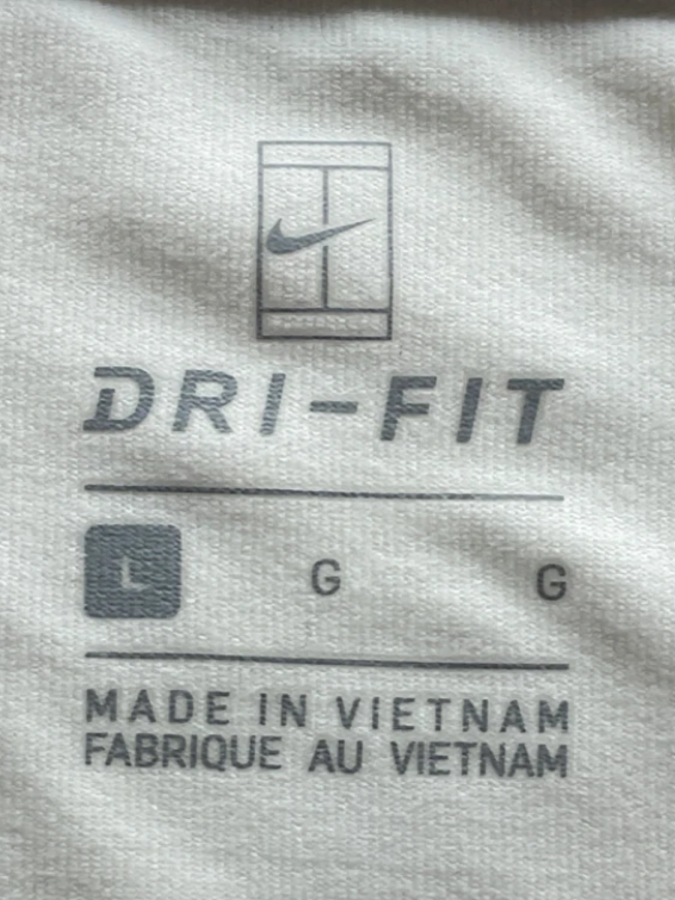 DRI-FIT
L G G
MADE IN VIETNAM
FABRIQUE AU VIETNAM